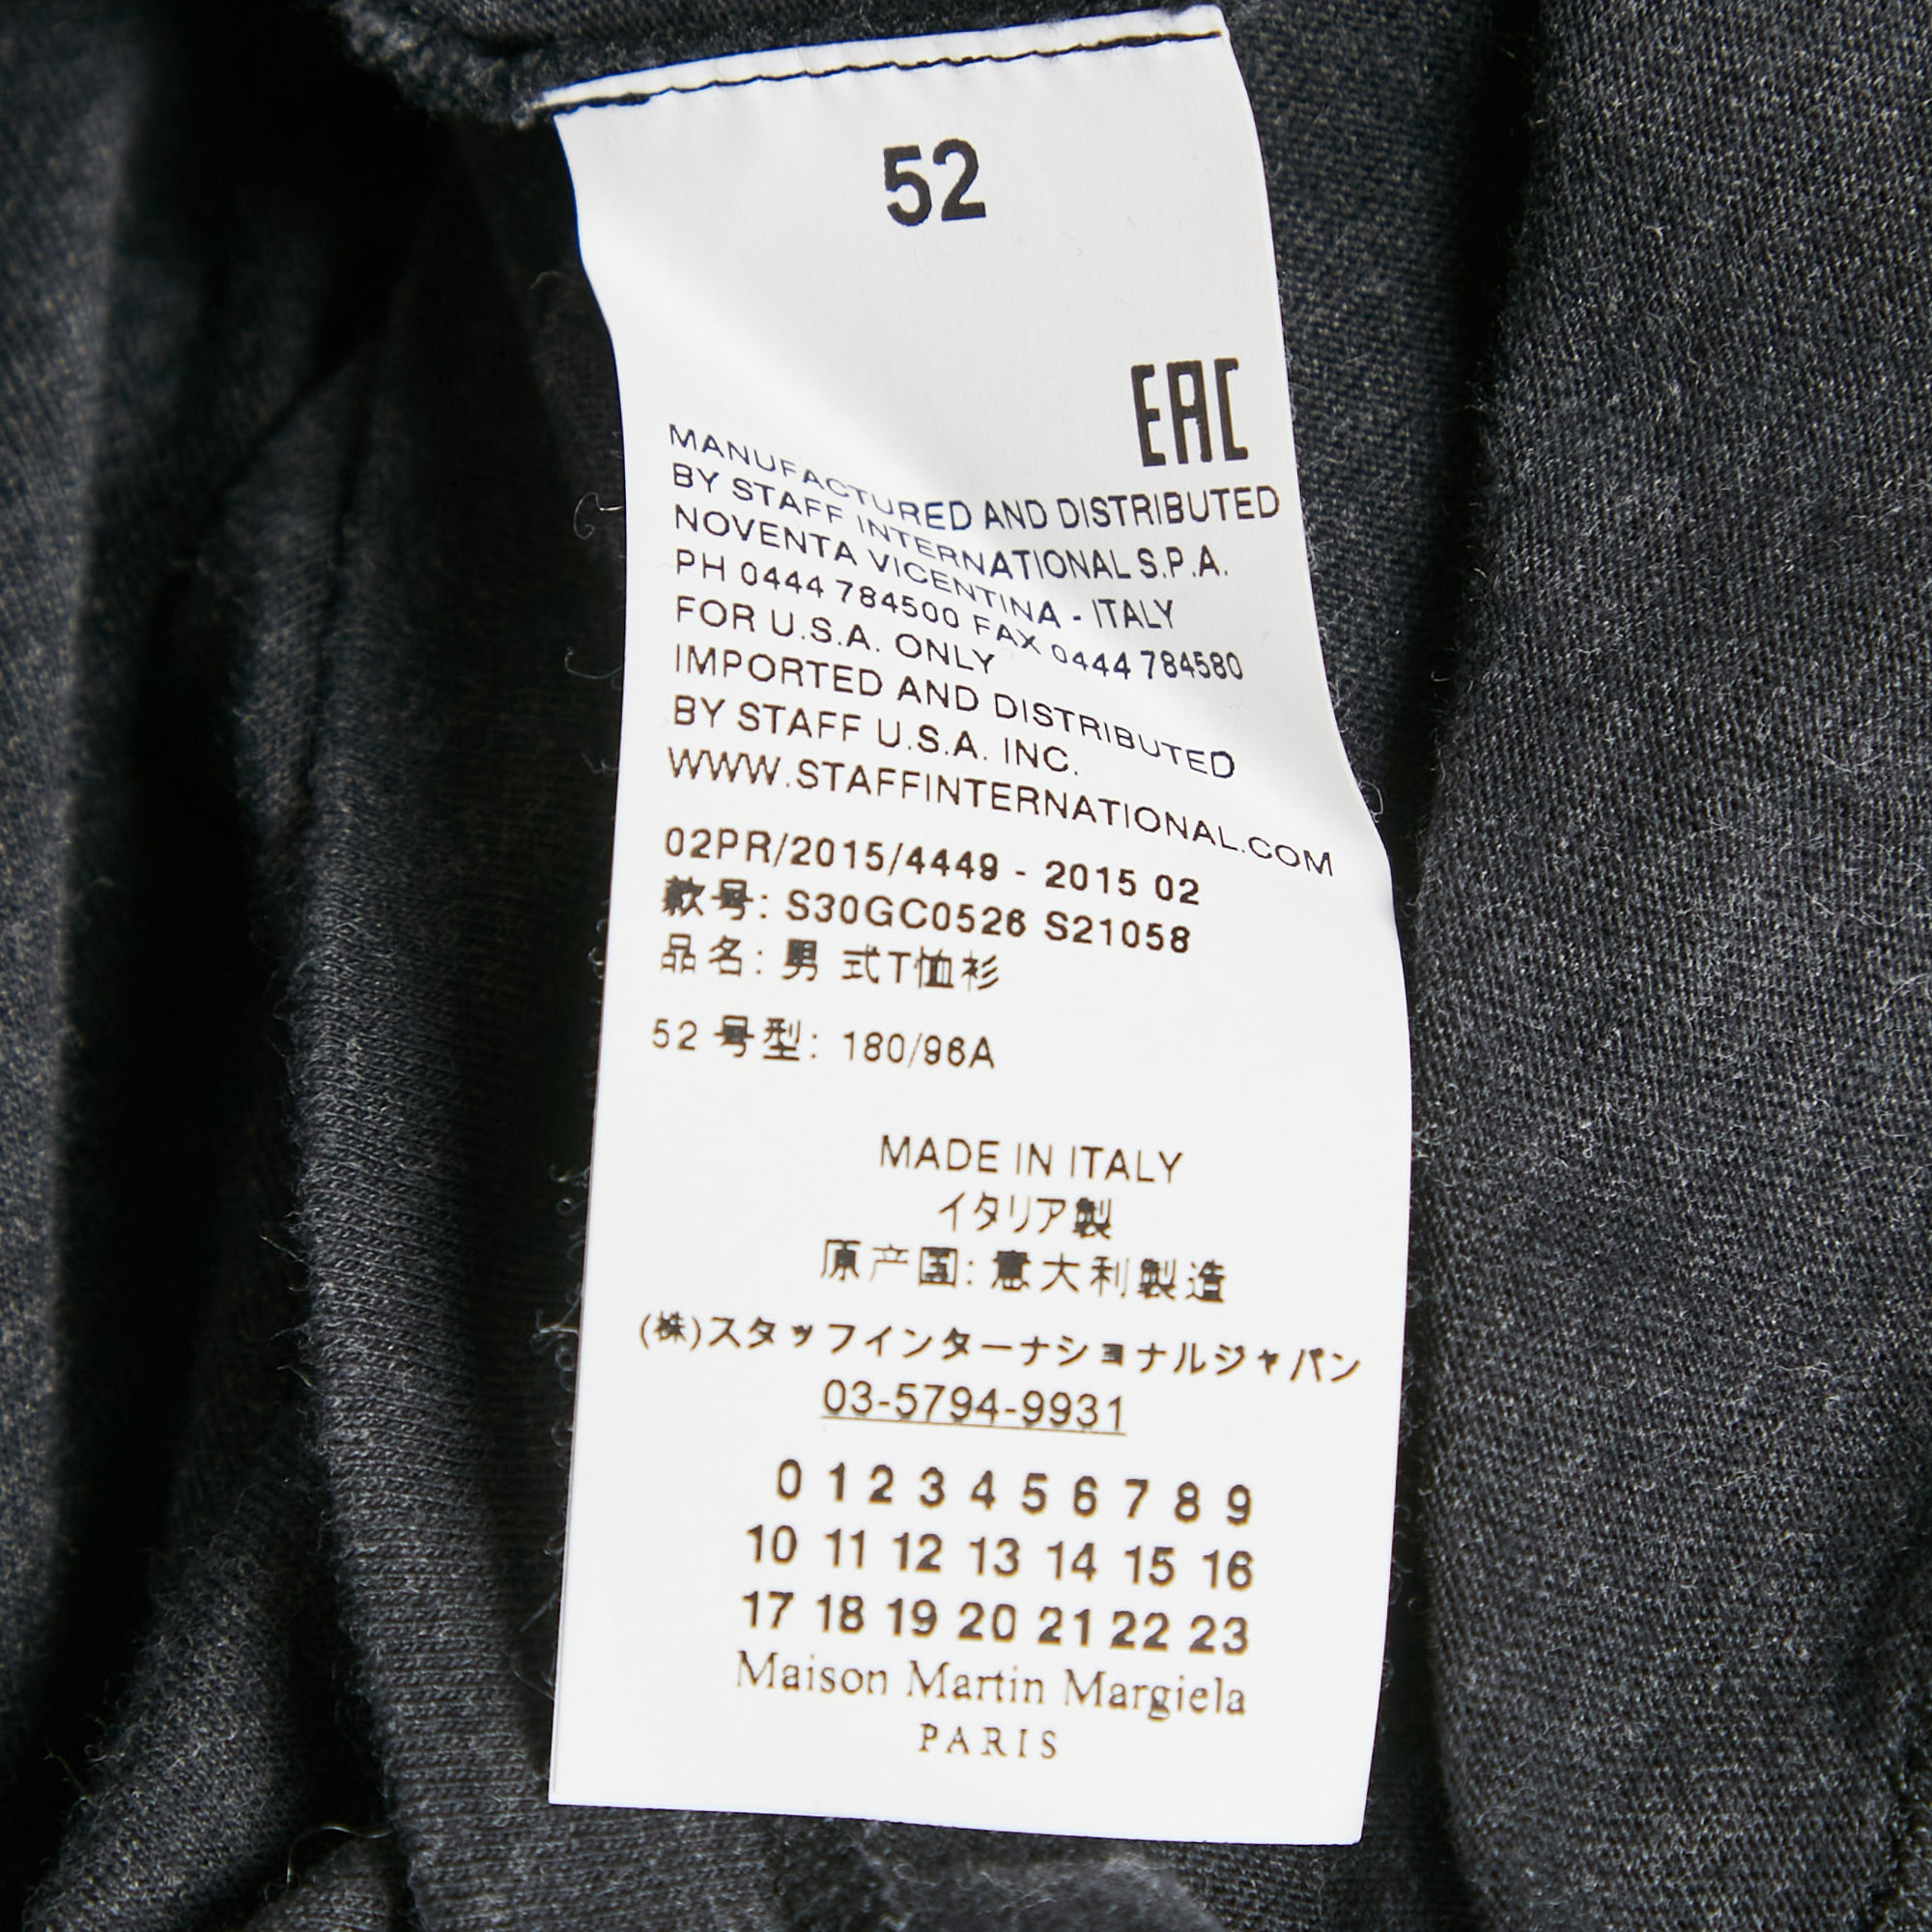 52
EAC
MANUFACTURED AND DISTRIBUTED
BY STAFF INTERNATIONAL S.P.A.
NOVENTA VICENTINA - ITALY
PH 0444 784500 FAX 0444 784580
FOR U.S.A. ONLY
IMPORTED AND DISTRIBUTED
BY STAFF U.S.A. INC.
WWW.STAFFINTERNATIONAL.COM
02PR/2015/4449 - 2015 02
款号: S30GC0526 S21058
品名: 男 式T恤衫
52 号型: 180/96A
MADE IN ITALY
イタリア製
原产国: 意大利製造
(株)スタッフインターナショナルジャパン
03-5794-9931
0 1 2 3 4 5 6 7 8 9
10 11 12 13 14 15 16
17 18 19 20 21 22 23
Maison Martin Margiela
PARIS